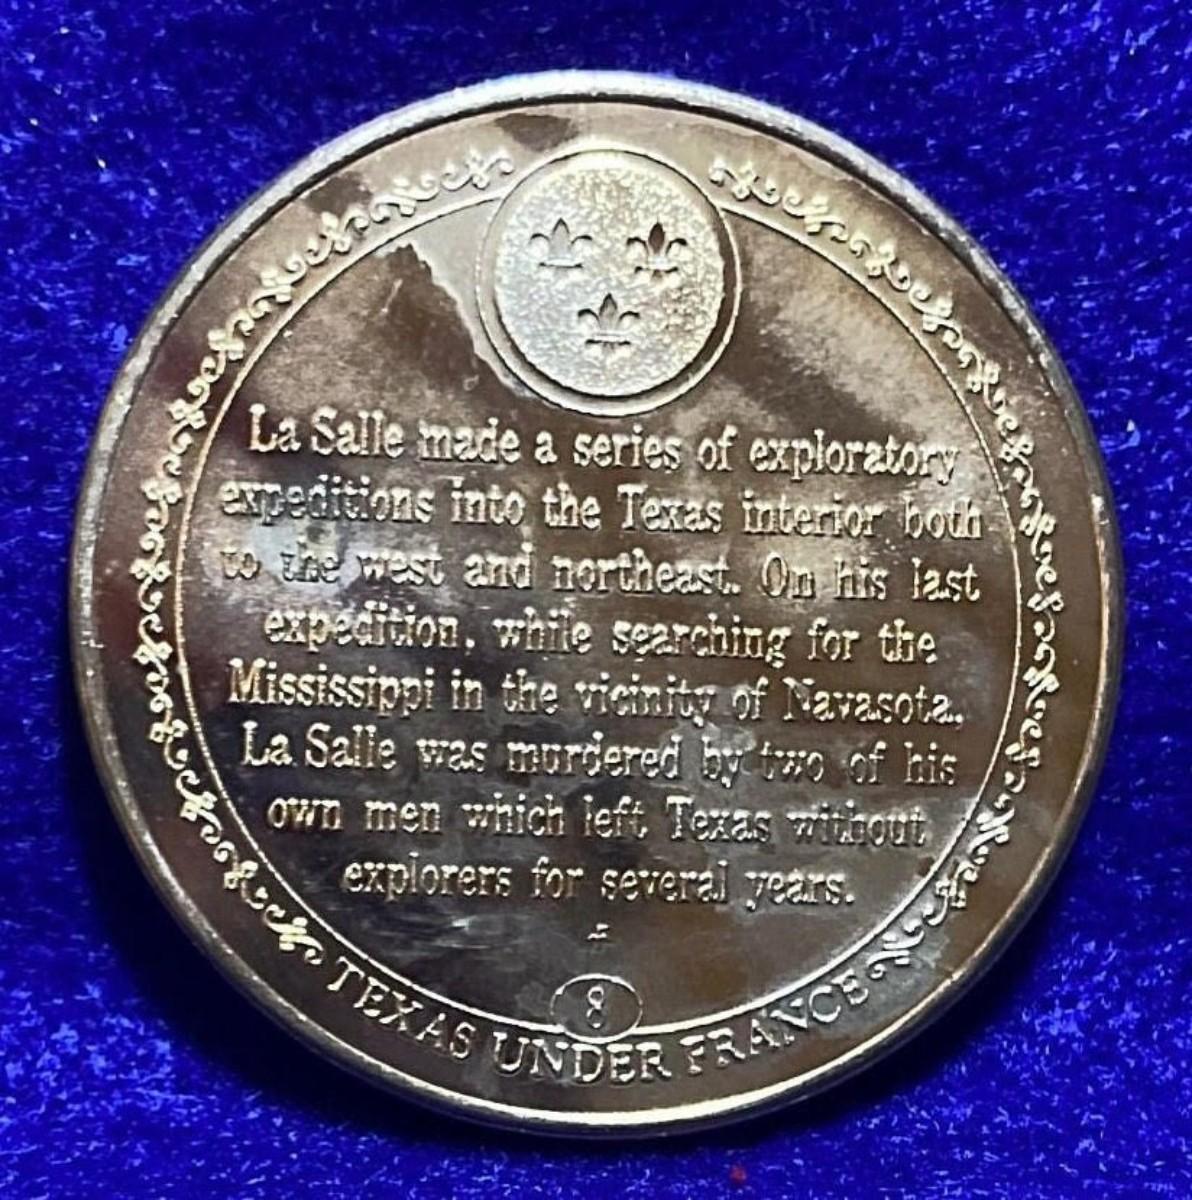 La Salle made a series of exploratory
expeditions into the Texas interior both
to the west and northeast. On his last
expedition, while searching for the
Mississippi in the vicinity of Navasota,
La Salle was murdered by two of his
own men which left Texas without
explorers for several years.
8
TEXAS UNDER FRANCE